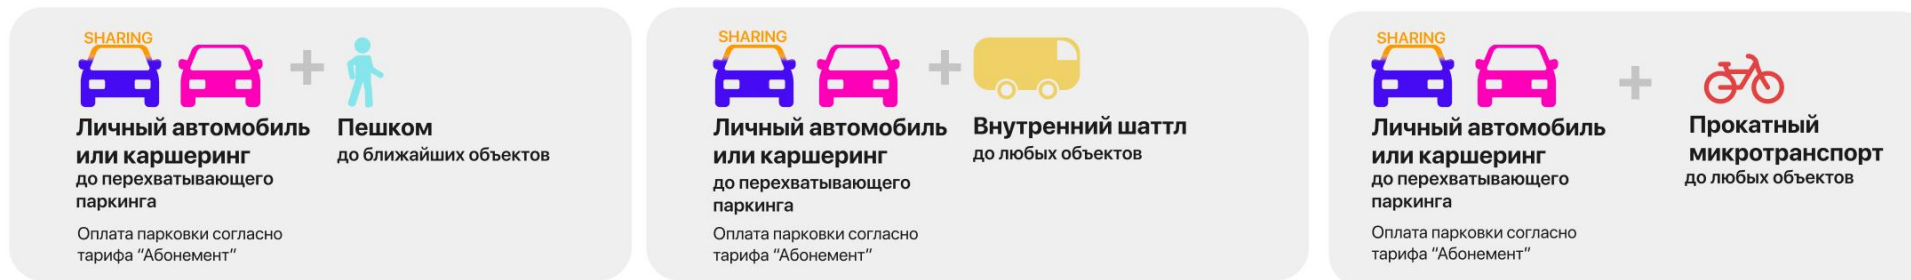 SHARING
Личный автомобиль
или каршеринг
до перехватывающего
паркинга
Оплата парковки согласно
тарифа “Абонемент”
Пешком
до ближайших объектов
SHARING
Личный автомобиль
или каршеринг
до перехватывающего
паркинга
Оплата парковки согласно
тарифа “Абонемент”
Внутренний шаттл
до любых объектов
SHARING
Личный автомобиль
или каршеринг
до перехватывающего
паркинга
Оплата парковки согласно
тарифа “Абонемент”
Прокатный
микротранспорт
до любых объектов